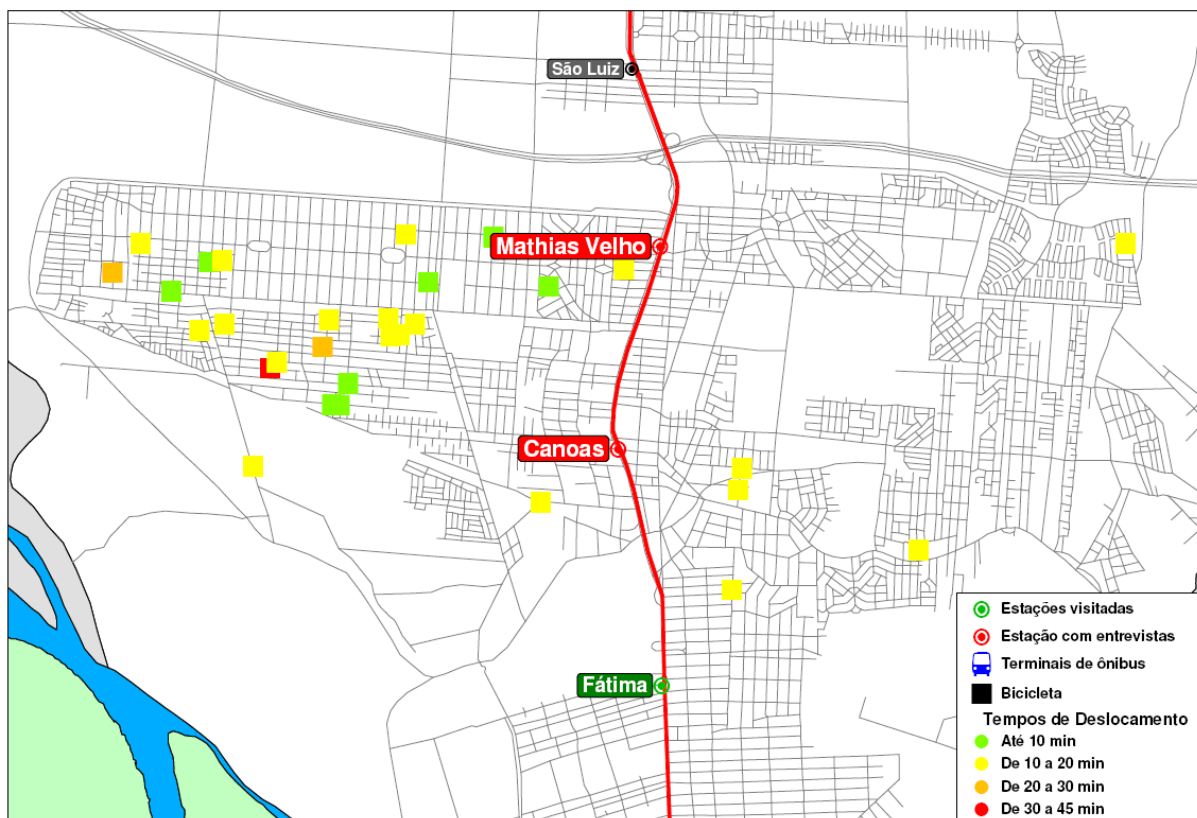 São Luiz
Mathias Velho
Canoas
Fátima
Estações visitadas
Estação com entrevistas
Terminais de ônibus
Bicicleta
Tempos de Deslocamento
Até 10 min
De 10 a 20 min
De 20 a 30 min
De 30 a 45 min